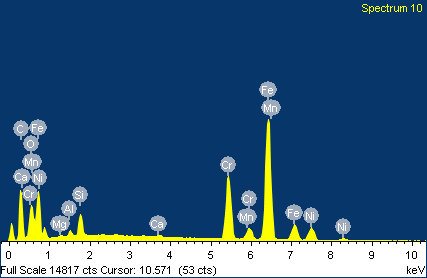 Spectrum 10
Fe
Mn
C
Fe
O
Mn
Ca
Ni
Cr
Mg
Al
Si
Ca
Cr
Cr
Mn
Fe
Ni
Ni
0 1 2 3 4 5 6 7 8 9 10
Full Scale 14817 cts Cursor: 10.571 (53 cts) keV